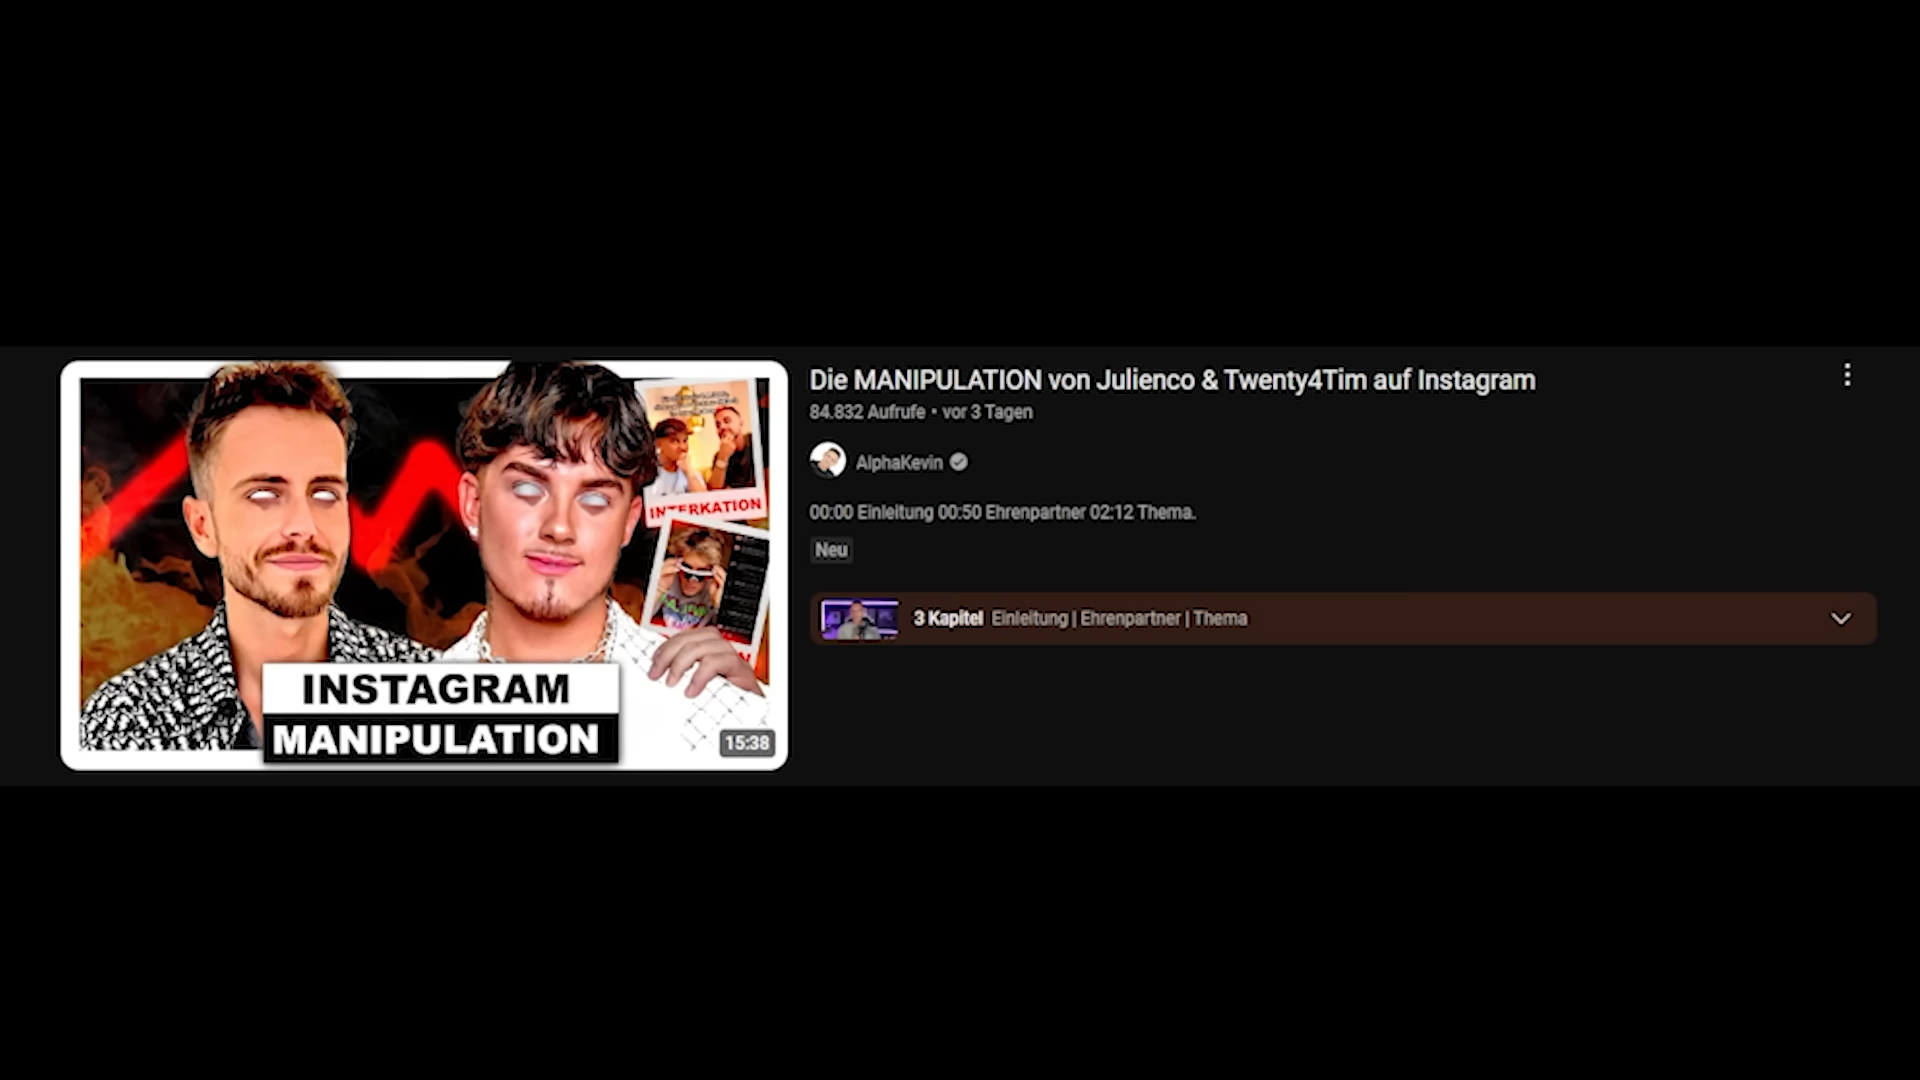 INTERKATION
INSTAGRAM
MANIPULATION
15:38
Die MANIPULATION von Julienco & Twenty4Tim auf Instagram
84.832 Aufrufe • vor 3 Tagen
AlphaKevin
00:00 Einleitung 00:50 Ehrenpartner 02:12 Thema.
Neu
3 Kapitel Einleitung | Ehrenpartner | Thema